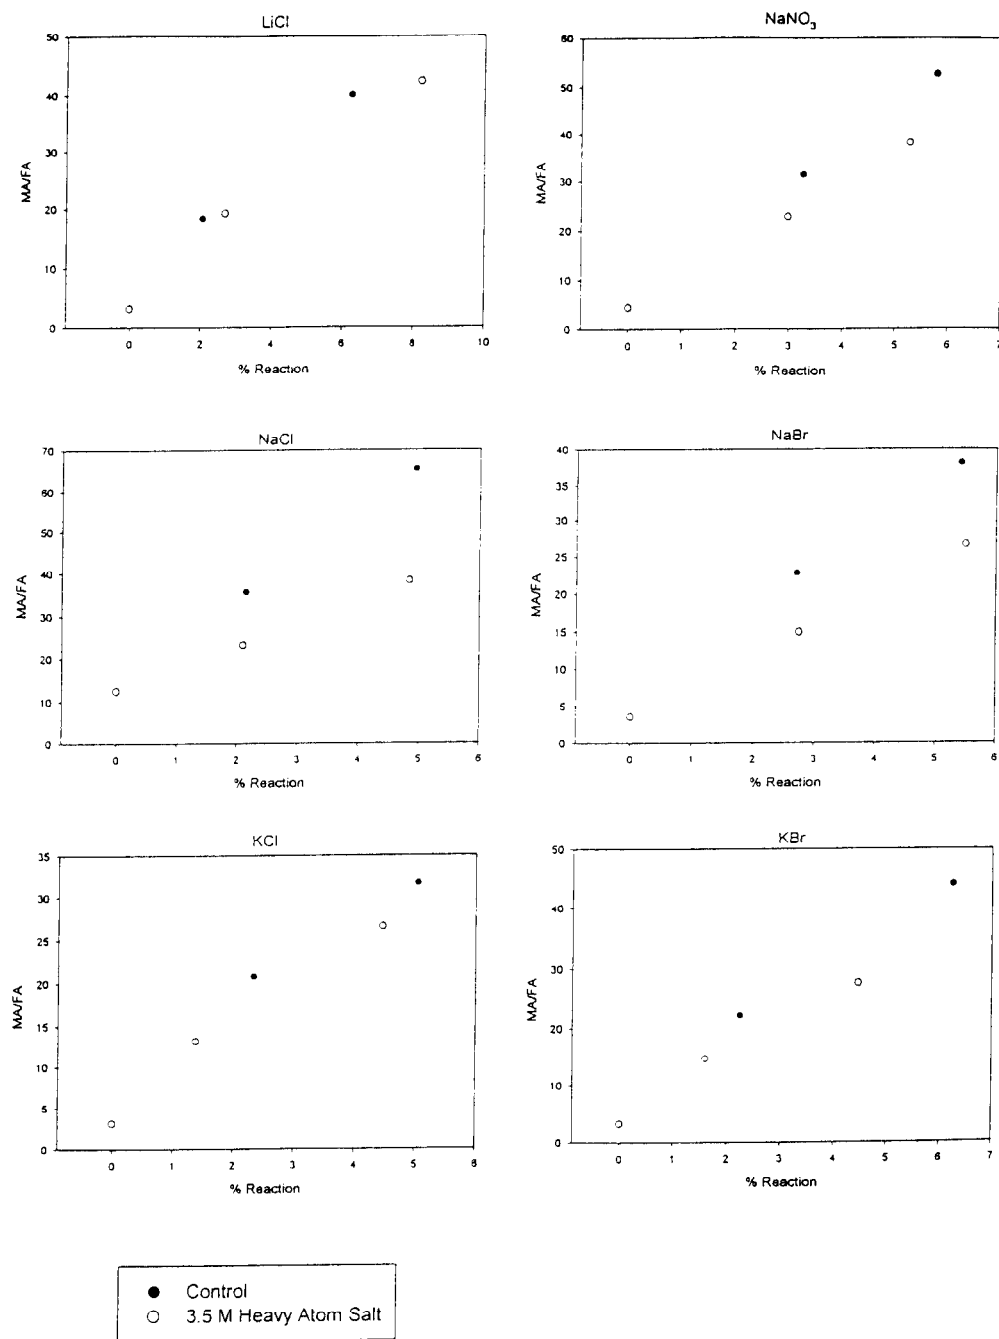 LiCl
50
40
30
20
10
0
MA/FA
0 2 4 6 8 10
% Reaction
NaNO3
60
50
40
30
20
10
0
MA/FA
0 1 2 3 4 5 6 7
% Reaction
NaCl
70
60
50
40
30
20
10
0
MA/FA
0 1 2 3 4 5 6
% Reaction
NaBr
40
35
30
25
20
15
10
5
0
MA/FA
0 1 2 3 4 5 6
% Reaction
KCl
35
30
25
20
15
10
5
0
MA/FA
0 1 2 3 4 5 6
% Reaction
KBr
50
40
30
20
10
0
MA/FA
0 1 2 3 4 5 6 7
% Reaction
Control
3.5 M Heavy Atom Salt